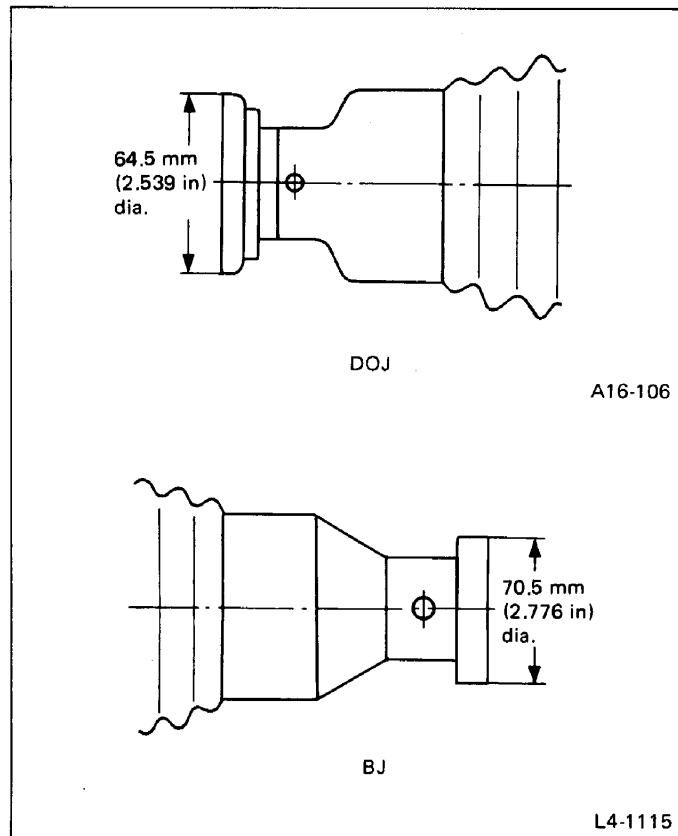 64.5 mm
(2.539 in)
dia.
DOJ
A16-106
70.5 mm
(2.776 in)
dia.
BJ
L4-1115